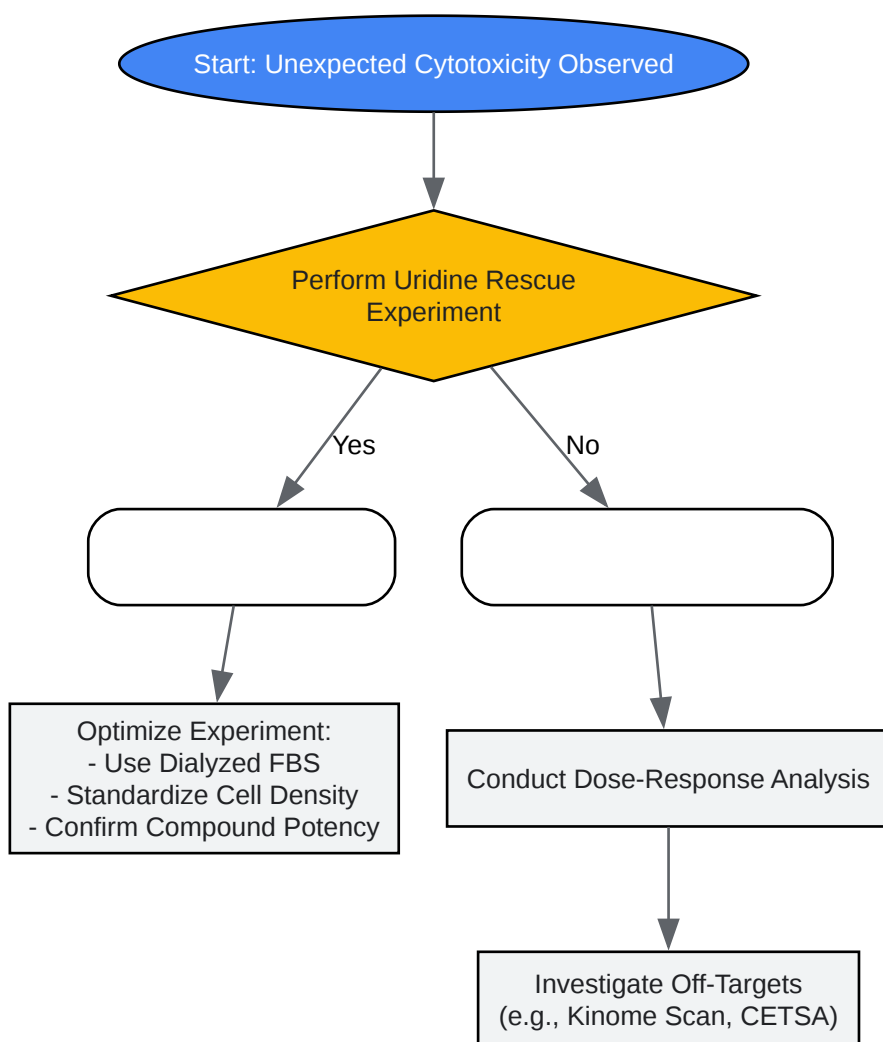 Start: Unexpected Cytotoxicity Observed
Perform Uridine Rescue
Experiment
Yes
No
Optimize Experiment:
- Use Dialyzed FBS
- Standardize Cell Density
- Confirm Compound Potency
Conduct Dose-Response Analysis
Investigate Off-Targets
(e.g., Kinome Scan, CETSA)